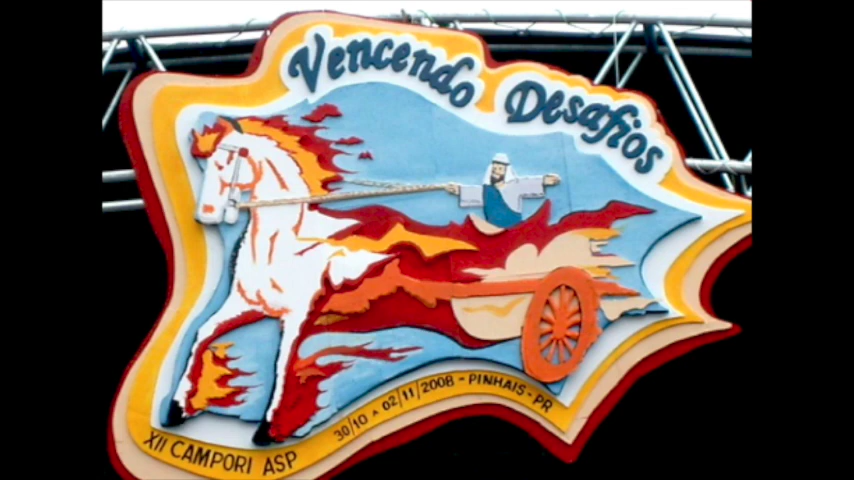 Vencendo Desafios
XII CAMPORI ASP 30/10 A 02/11/2008 - PINHAIS - PR